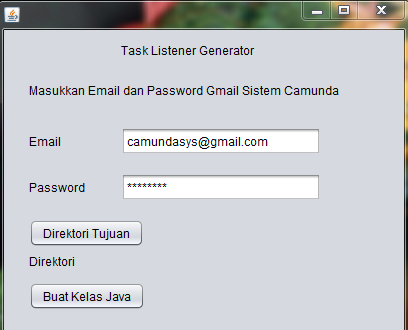 Task Listener Generator
Masukkan Email dan Password Gmail Sistem Camunda
Email camundasys@gmail.com
Password ********
Direktori Tujuan
Direktori
Buat Kelas Java